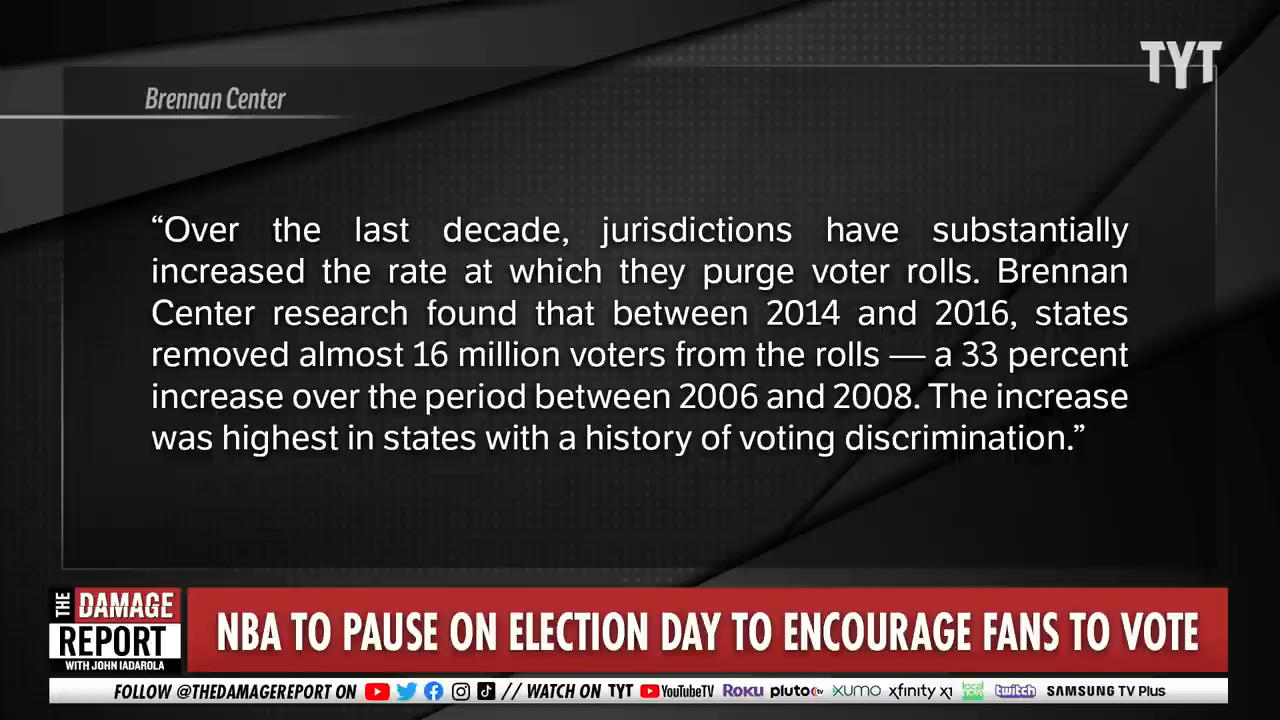 TYT
Brennan Center
“Over the last decade, jurisdictions have substantially
increased the rate at which they purge voter rolls. Brennan
Center research found that between 2014 and 2016, states
removed almost 16 million voters from the rolls — a 33 percent
increase over the period between 2006 and 2008. The increase
was highest in states with a history of voting discrimination.”
THE DAMAGE
REPORT
WITH JOHN IADAROLA
NBA TO PAUSE ON ELECTION DAY TO ENCOURAGE FANS TO VOTE
FOLLOW @THEDAMAGEREPORT ON // WATCH ON TYT YouTubeTV ROKU pluto tv XUMO xfinity x1 local now twitch SAMSUNG TV Plus